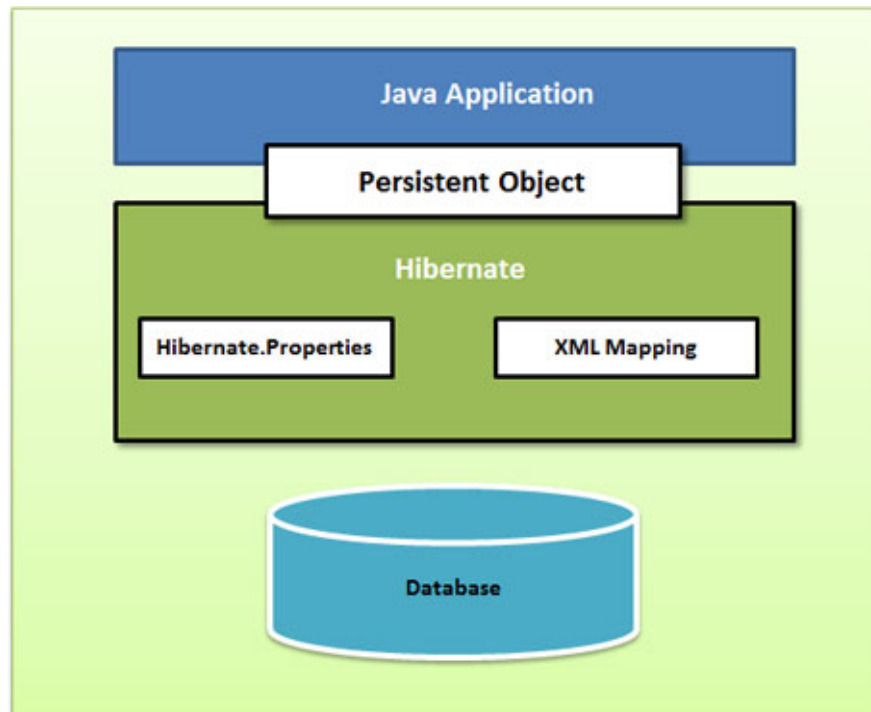 Java Application
Persistent Object
Hibernate
Hibernate.Properties
XML Mapping
Database